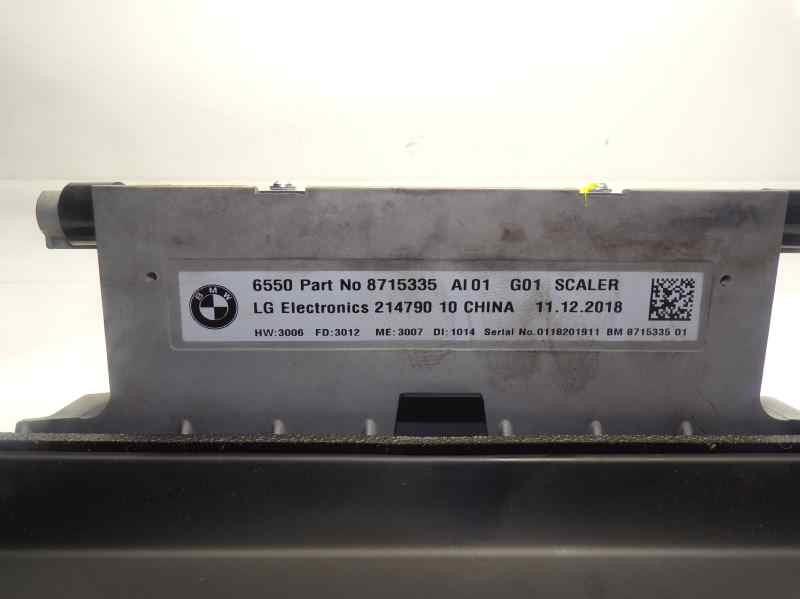 BMW
6550 Part No 8715335 AI 01 G01 SCALER
LG Electronics 214790 10 CHINA 11.12.2018
HW:3006 FD:3012 ME:3007 DI:1014 Serial No.0118201911 BM 8715335 01